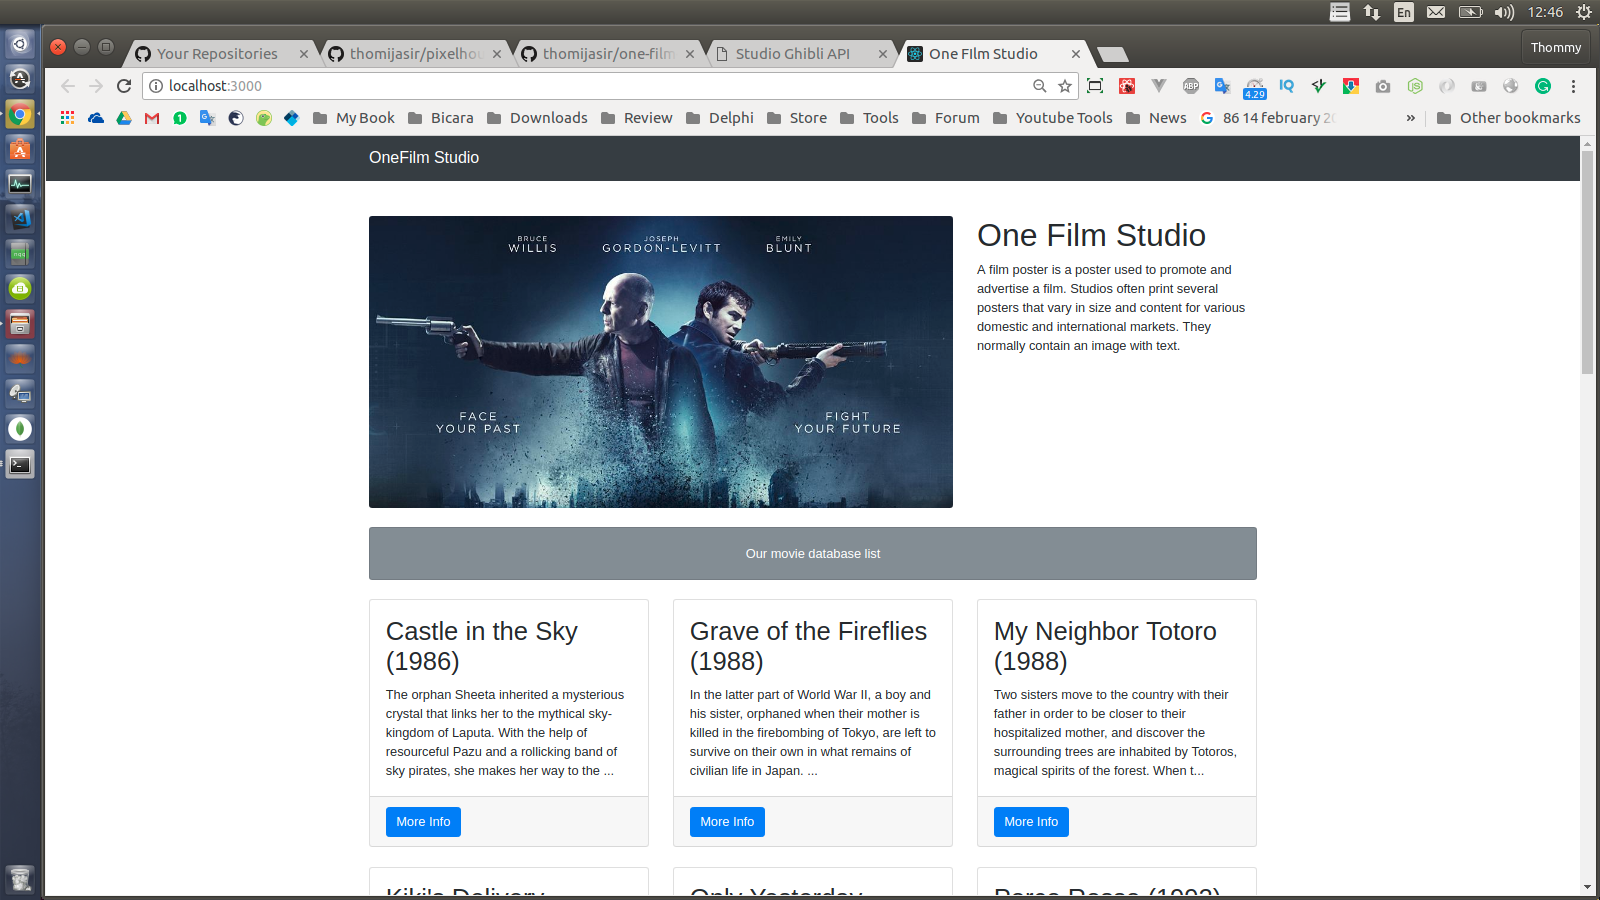 En
12:46
Your Repositories
thomijasir/pixelhou
thomijasir/one-film
Studio Ghibli API
One FIlm Studio
Thommy
localhost:3000
ABP
4.29
IQ
My Book
Bicara
Downloads
Review
Delphi
Store
Tools
Forum
Youtube Tools
News
86 14 february 20
»
Other bookmarks
OneFilm Studio
BRUCE
WILLIS
JOSEPH
GORDON-LEVITT
EMILY
BLUNT
FACE
YOUR PAST
FIGHT
YOUR FUTURE
One Film Studio
A film poster is a poster used to promote and
advertise a film. Studios often print several
posters that vary in size and content for various
domestic and international markets. They
normally contain an image with text.
Our movie database list
Castle in the Sky
(1986)
The orphan Sheeta inherited a mysterious
crystal that links her to the mythical sky-
kingdom of Laputa. With the help of
resourceful Pazu and a rollicking band of
sky pirates, she makes her way to the ...
More Info
Grave of the Fireflies
(1988)
In the latter part of World War II, a boy and
his sister, orphaned when their mother is
killed in the firebombing of Tokyo, are left to
survive on their own in what remains of
civilian life in Japan. ...
More Info
My Neighbor Totoro
(1988)
Two sisters move to the country with their
father in order to be closer to their
hospitalized mother, and discover the
surrounding trees are inhabited by Totoros,
magical spirits of the forest. When t...
More Info
Kiki's Delivery
Only Yesterday
Porco Rosso (1992)